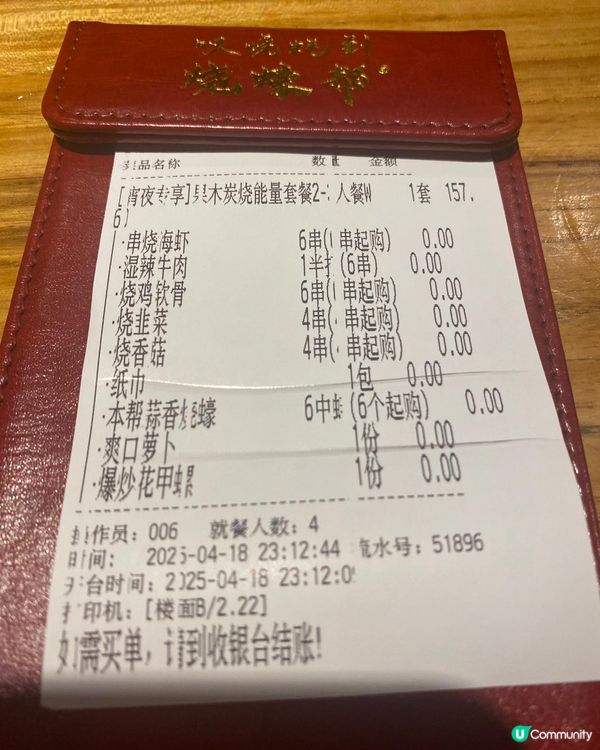 烧蠔帮
菜品名称 数量 金额
[宵夜专享]果木炭烧能量套餐2-3人餐W 1套 157.
6)
·串烧海虾 6串( 串起购) 0.00
·湿辣牛肉 1半打(6串) 0.00
·烧鸡软骨 6串( 串起购) 0.00
·烧韭菜 4串( 串起购) 0.00
·烧香菇 4串( 串起购) 0.00
·纸巾 1包 0.00
·本帮蒜香烧蠔 6中蚝(6个起购) 0.00
·爽口萝卜 1份 0.00
·爆炒花甲螺 1份 0.00
操作员：006 就餐人数：4
时间： 2025-04-18 23:12:44 流水号：51896
开台时间：2025-04-18 23:12:0
打印机：[楼面B/2.22]
如需买单，请到收银台结账！
U Community